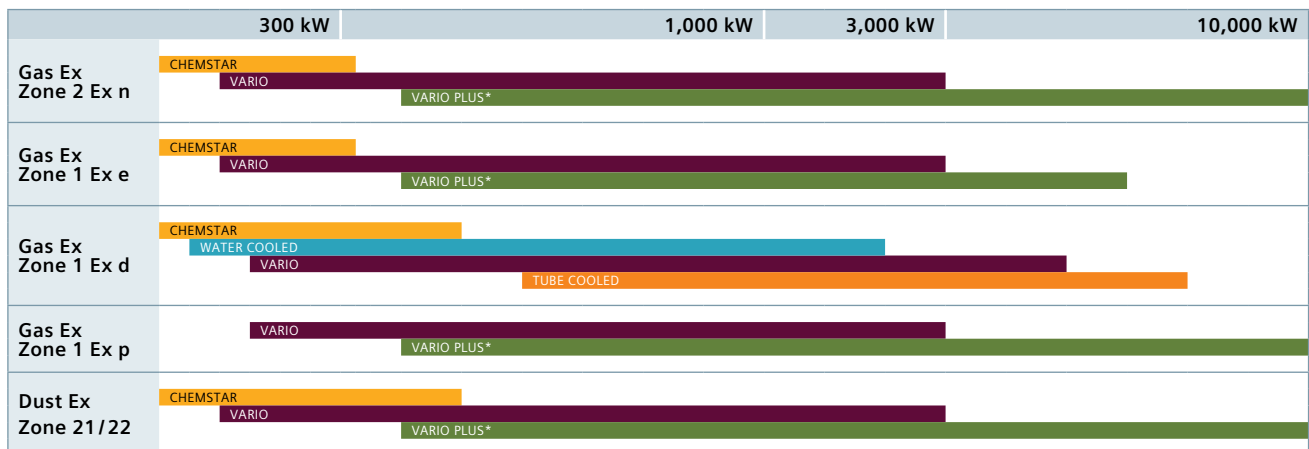 300 kW 1,000 kW 3,000 kW 10,000 kW
Gas Ex
Zone 2 Ex n
CHEMSTAR
VARIO
VARIO PLUS*
Gas Ex
Zone 1 Ex e
CHEMSTAR
VARIO
VARIO PLUS*
Gas Ex
Zone 1 Ex d
CHEMSTAR
WATER COOLED
VARIO
TUBE COOLED
Gas Ex
Zone 1 Ex p
VARIO
VARIO PLUS*
Dust Ex
Zone 21/22
CHEMSTAR
VARIO
VARIO PLUS*